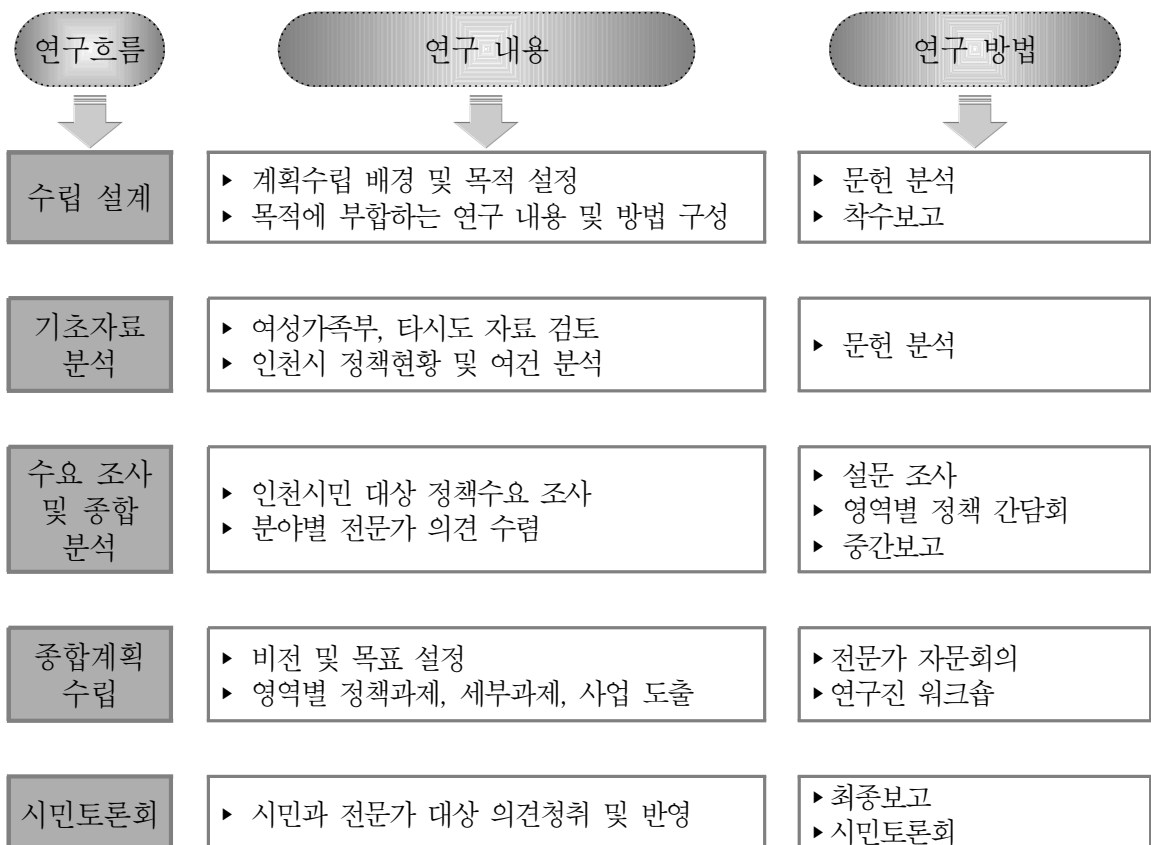 연구흐름
연구 내용
연구 방법
수립 설계
▸ 계획수립 배경 및 목적 설정
▸ 목적에 부합하는 연구 내용 및 방법 구성
▸ 문헌 분석
▸ 착수보고
기초자료
분석
▸ 여성가족부, 타시도 자료 검토
▸ 인천시 정책현황 및 여건 분석
▸ 문헌 분석
수요 조사
및 종합
분석
▸ 인천시민 대상 정책수요 조사
▸ 분야별 전문가 의견 수렴
▸ 설문 조사
▸ 영역별 정책 간담회
▸ 중간보고
종합계획
수립
▸ 비전 및 목표 설정
▸ 영역별 정책과제, 세부과제, 사업 도출
▸전문가 자문회의
▸연구진 워크숍
시민토론회
▸ 시민과 전문가 대상 의견청취 및 반영
▸최종보고
▸시민토론회